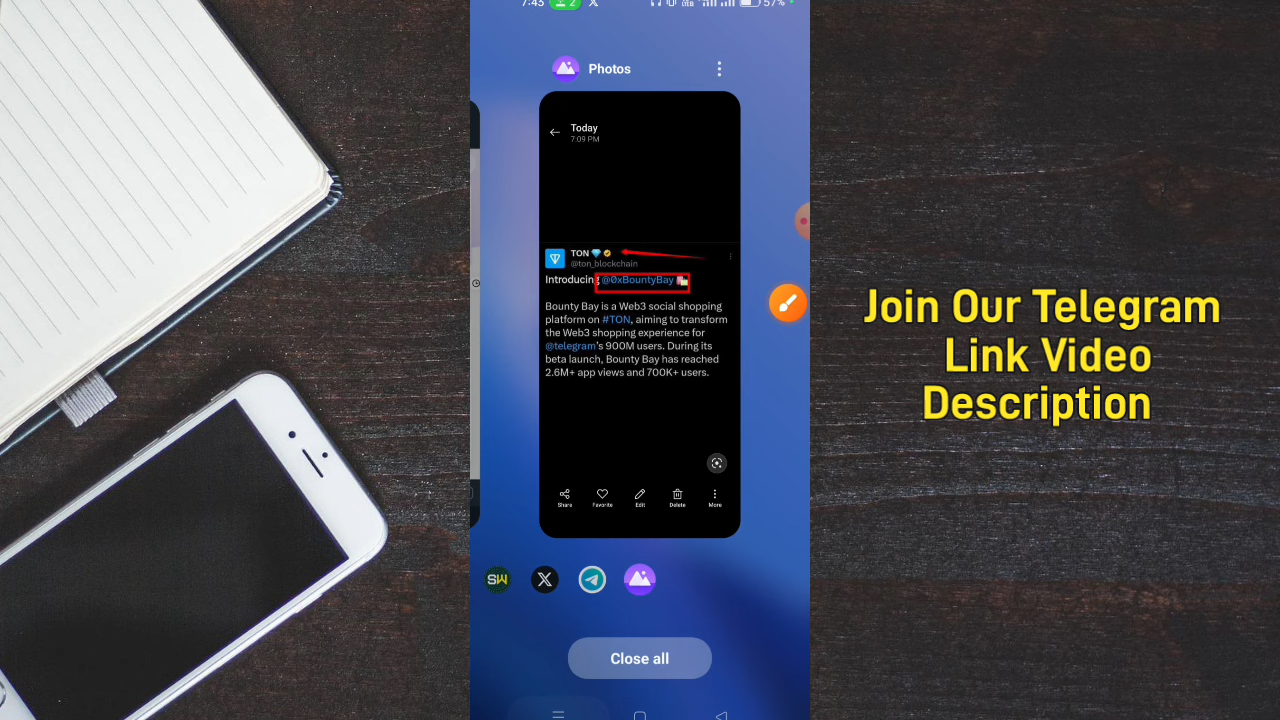 7:43 2 X 57%
Photos
Today
7:09 PM
TON
@ton_blockchain
Introducing @0xBountyBay
Bounty Bay is a Web3 social shopping
platform on #TON, aiming to transform
the Web3 shopping experience for
@telegram's 900M users. During its
beta launch, Bounty Bay has reached
2.6M+ app views and 700K+ users.
Share Favorite Edit Delete More
SW X
Close all
Join Our Telegram
Link Video
Description